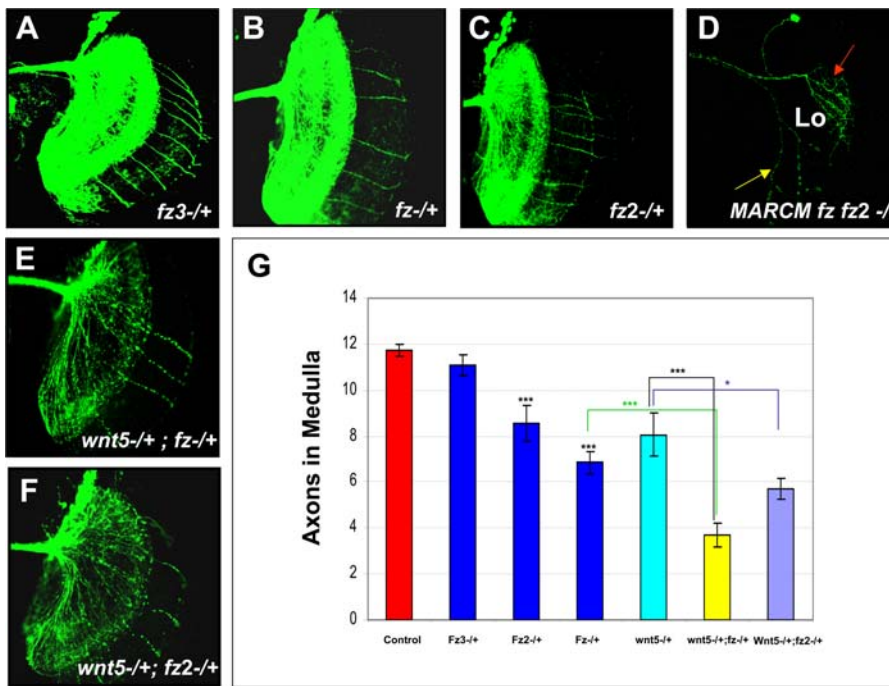 A
fz3-/+
B
fz-/+
C
fz2-/+
D
Lo
MARCM fz fz2 -/
E
wnt5-/+ ; fz-/+
F
wnt5-/+; fz2-/+
G
Axons in Medulla
14
12
10
8
6
4
2
0
***
***
***
***
*
Control
Fz3-/+
Fz2-/+
Fz-/+
wnt5-/+
wnt5-/+;fz-/+
Wnt5-/+;fz2-/+